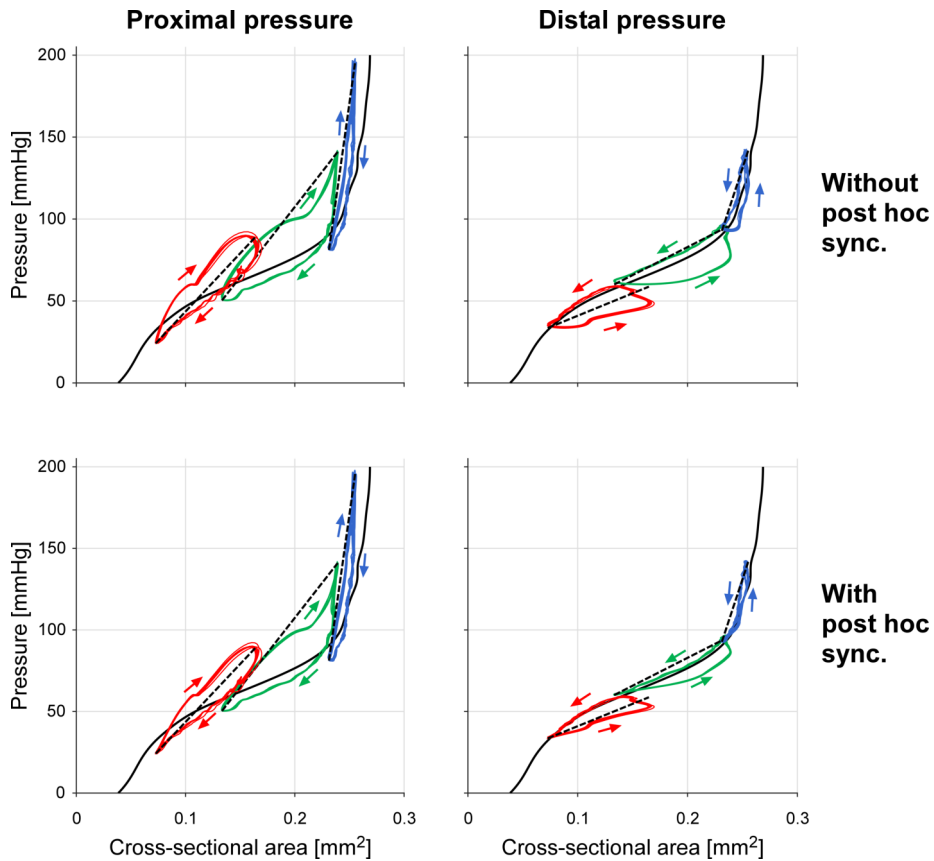 Proximal pressure
Distal pressure
200
150
100
50
0
Pressure [mmHg]
Without
post hoc
sync.
200
150
100
50
0
Pressure [mmHg]
With
post hoc
sync.
0 0.1 0.2 0.3
0 0.1 0.2 0.3
Cross-sectional area [mm²]
Cross-sectional area [mm²]